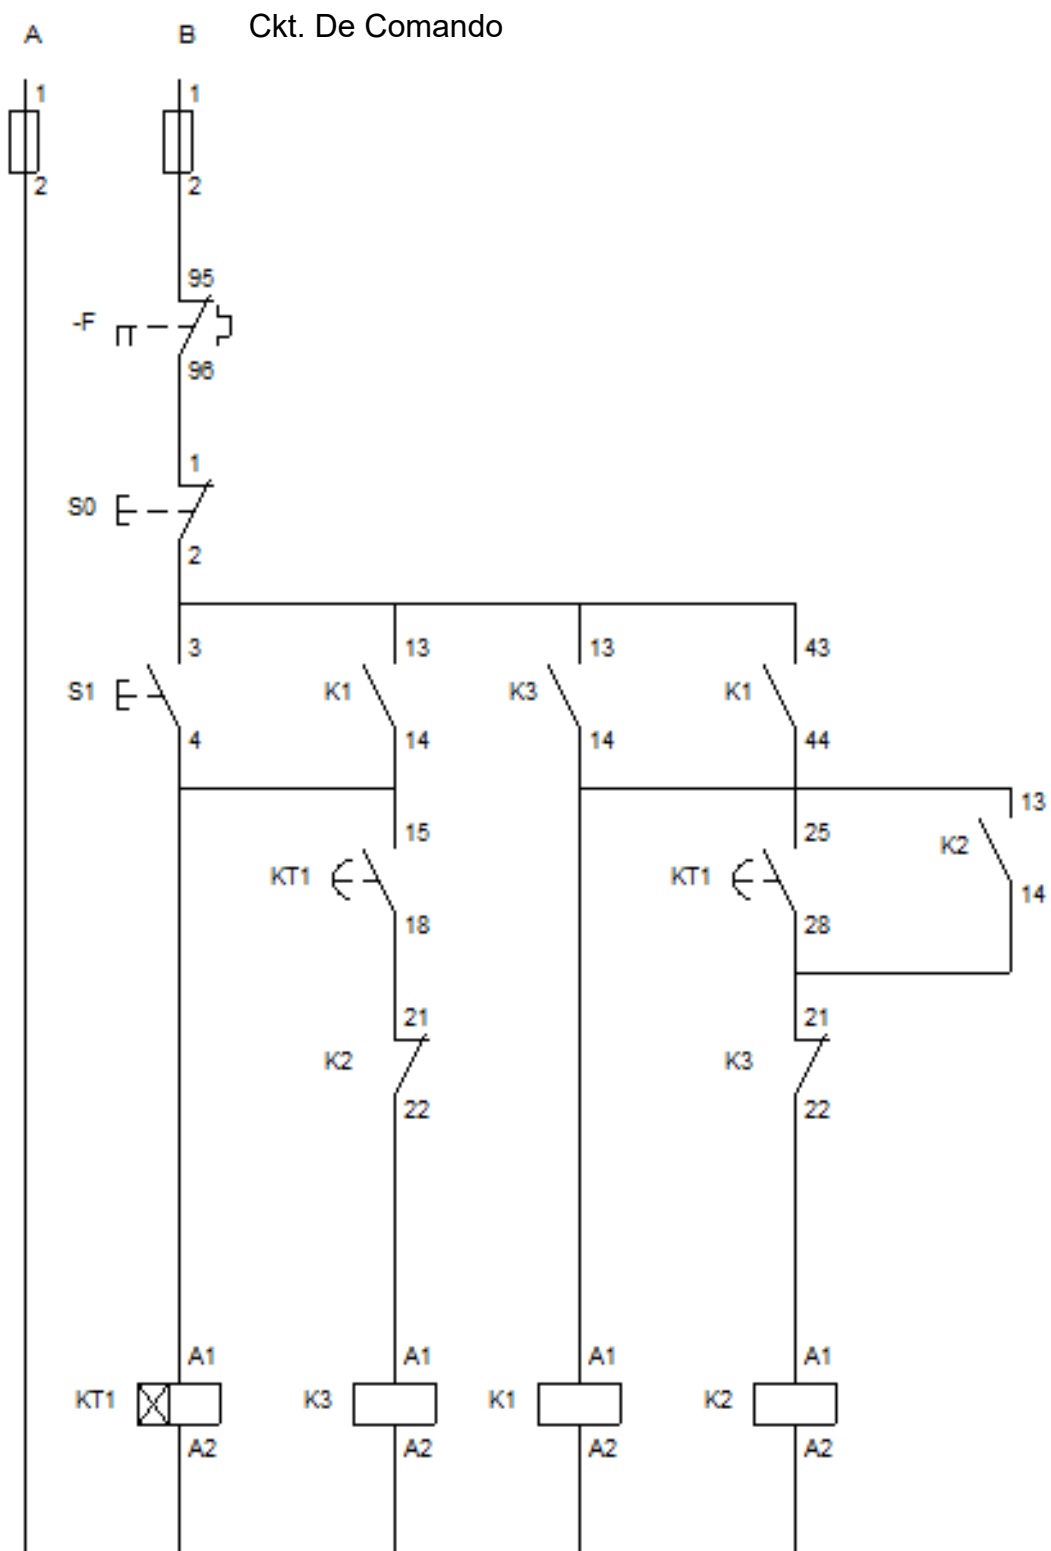 A B Ckt. De Comando
1 1
2 2
95
-F
96
1
S0
2
3 13 13 43
S1 K1 K3 K1
4 14 14 44
13
15 25
K2
KT1 KT1
14
18 28
21 21
K2 K3
22 22
A1 A1 A1 A1
KT1 K3 K1 K2
A2 A2 A2 A2